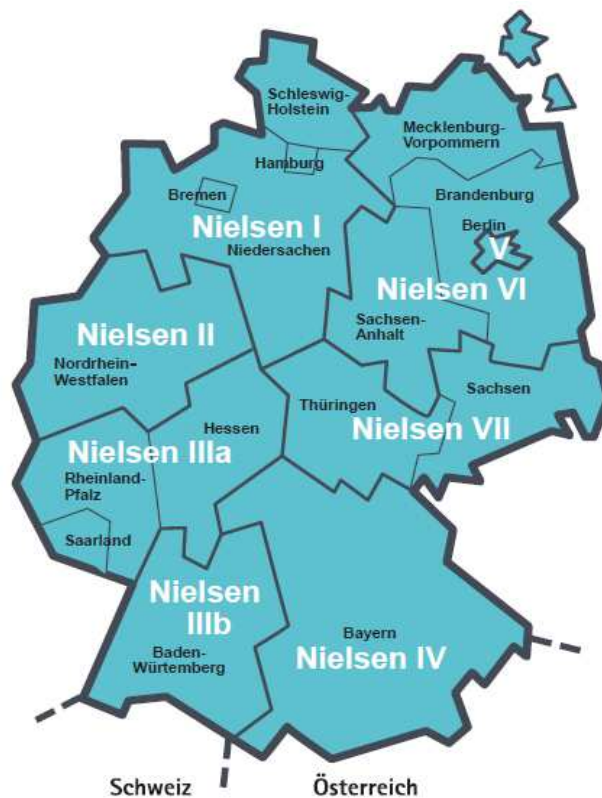 Schleswig-
Holstein
Mecklenburg-
Vorpommern
Hamburg
Bremen
Brandenburg
Nielsen I
Berlin
V
Niedersachen
Nielsen VI
Sachsen-
Anhalt
Nielsen II
Nordrhein-
Westfalen
Sachsen
Thüringen
Hessen
Nielsen VII
Nielsen IIIa
Rheinland-
Pfalz
Saarland
Nielsen
IIIb
Baden-
Würtemberg
Bayern
Nielsen IV
Schweiz
Österreich